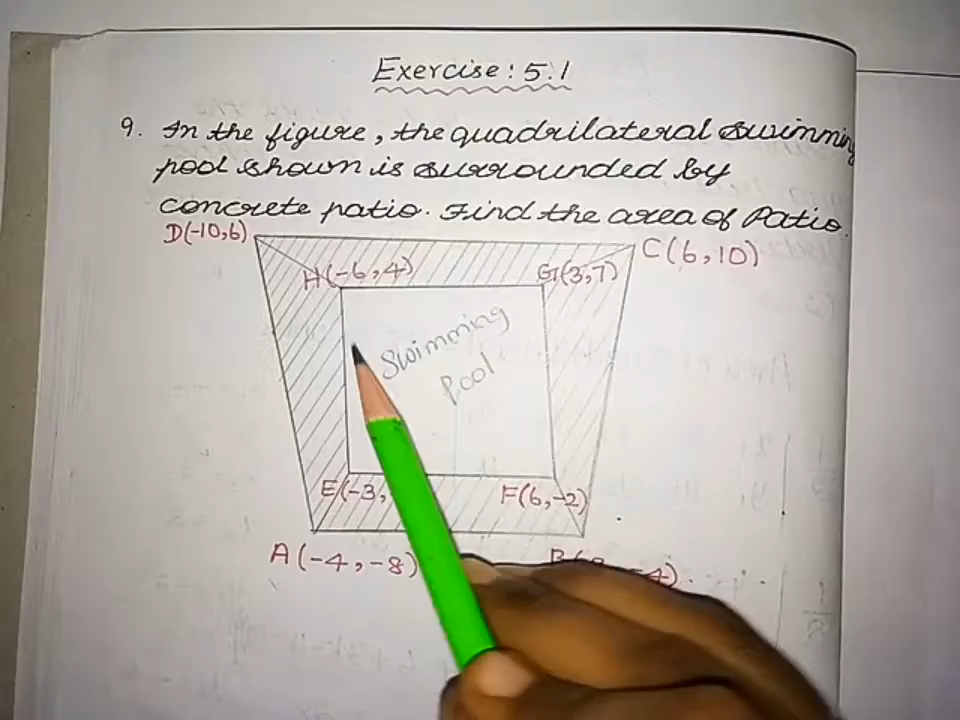 Exercise: 5.1
9. In the figure, the quadrilateral swimming
pool shown is surrounded by
concrete patio. Find the area of Patio.
D(-10,6)
C(6,10)
H(-6,4)
G(3,7)
Swimming
Pool
E(-3,
F(6,-2)
A(-4,-8)
-4)